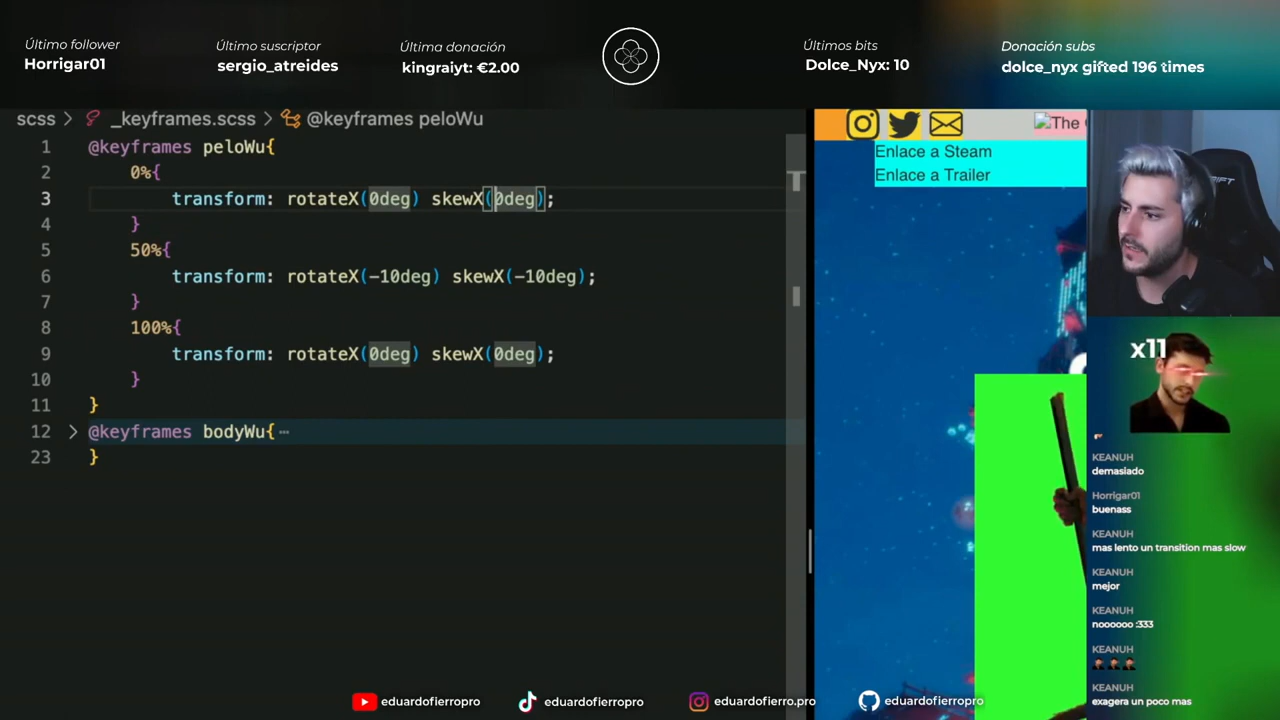 Último follower
Horrigar01
Último suscriptor
sergio_atreides
Última donación
kingraiyt: €2.00
Últimos bits
Dolce_Nyx: 10
Donación subs
dolce_nyx gifted 196 times
scss > _keyframes.scss > @keyframes peloWu
1 @keyframes peloWu{
2 0%{
3 transform: rotateX(0deg) skewX(0deg);
4 }
5 50%{
6 transform: rotateX(-10deg) skewX(-10deg);
7 }
8 100%{
9 transform: rotateX(0deg) skewX(0deg);
10 }
11 }
12 > @keyframes bodyWu{ ⋯
23 }
The
Enlace a Steam
Enlace a Trailer
x11
KEANUH
demasiado
Horrigar01
buenass
KEANUH
mas lento un transition mas slow
KEANUH
mejor
KEANUH
noooooo :333
KEANUH
KEANUH
exagera un poco mas
eduardofierropro
eduardofierropro
eduardofierro.pro
eduardofierropro